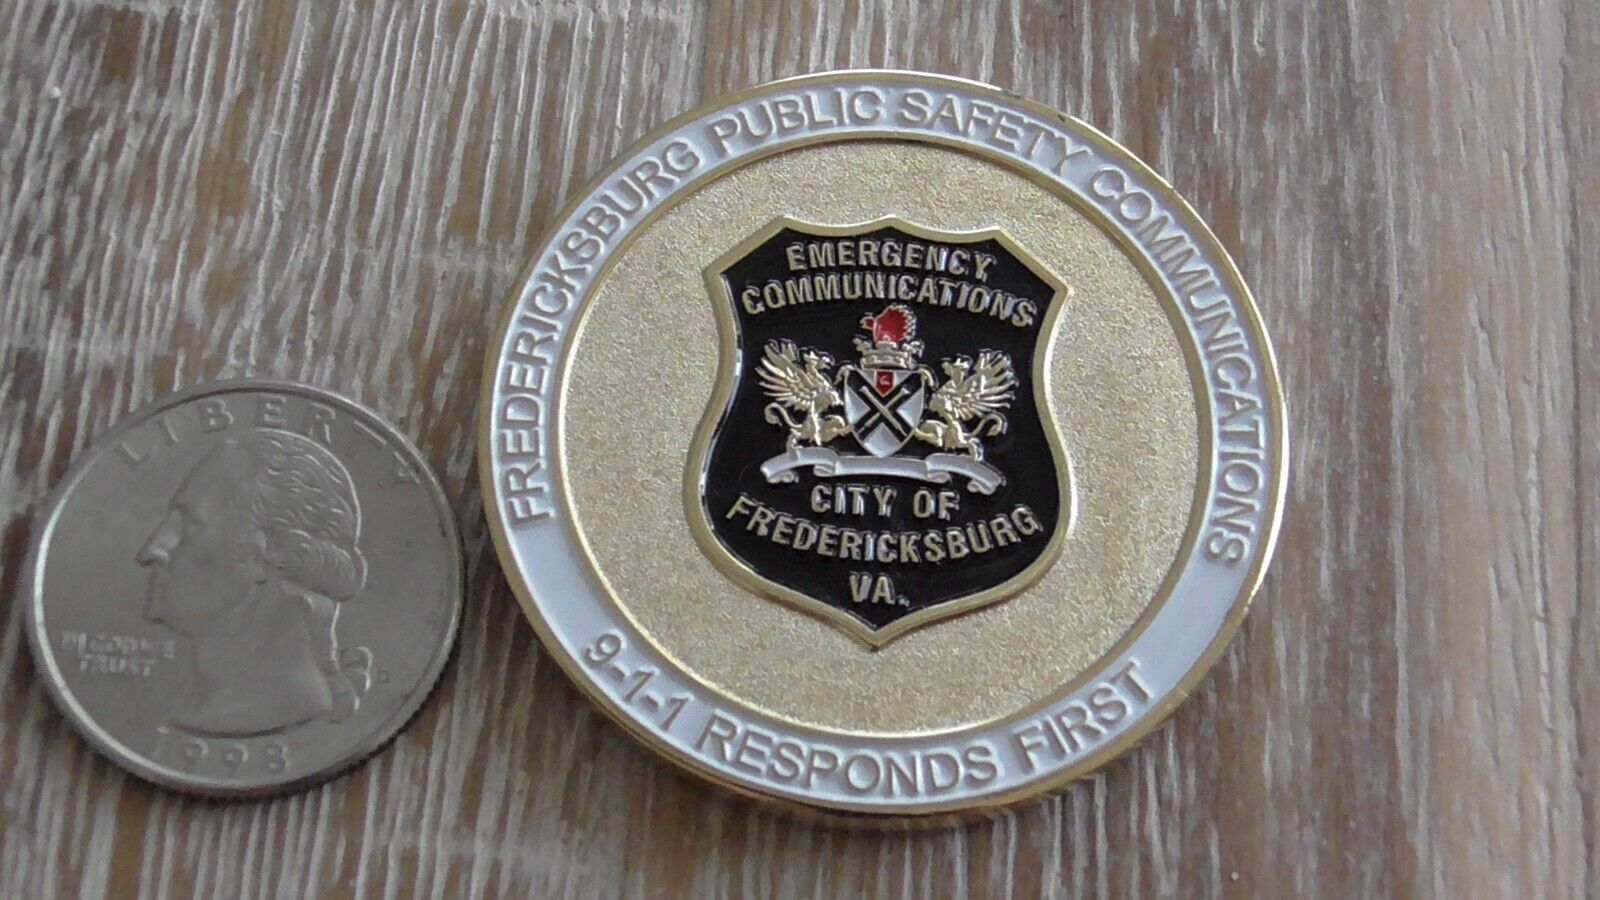 LIBERTY
IN GOD WE
TRUST
D
1998
FREDERICKSBURG PUBLIC SAFETY COMMUNICATIONS
EMERGENCY
COMMUNICATIONS
CITY OF
FREDERICKSBURG
VA.
9-1-1 RESPONDS FIRST